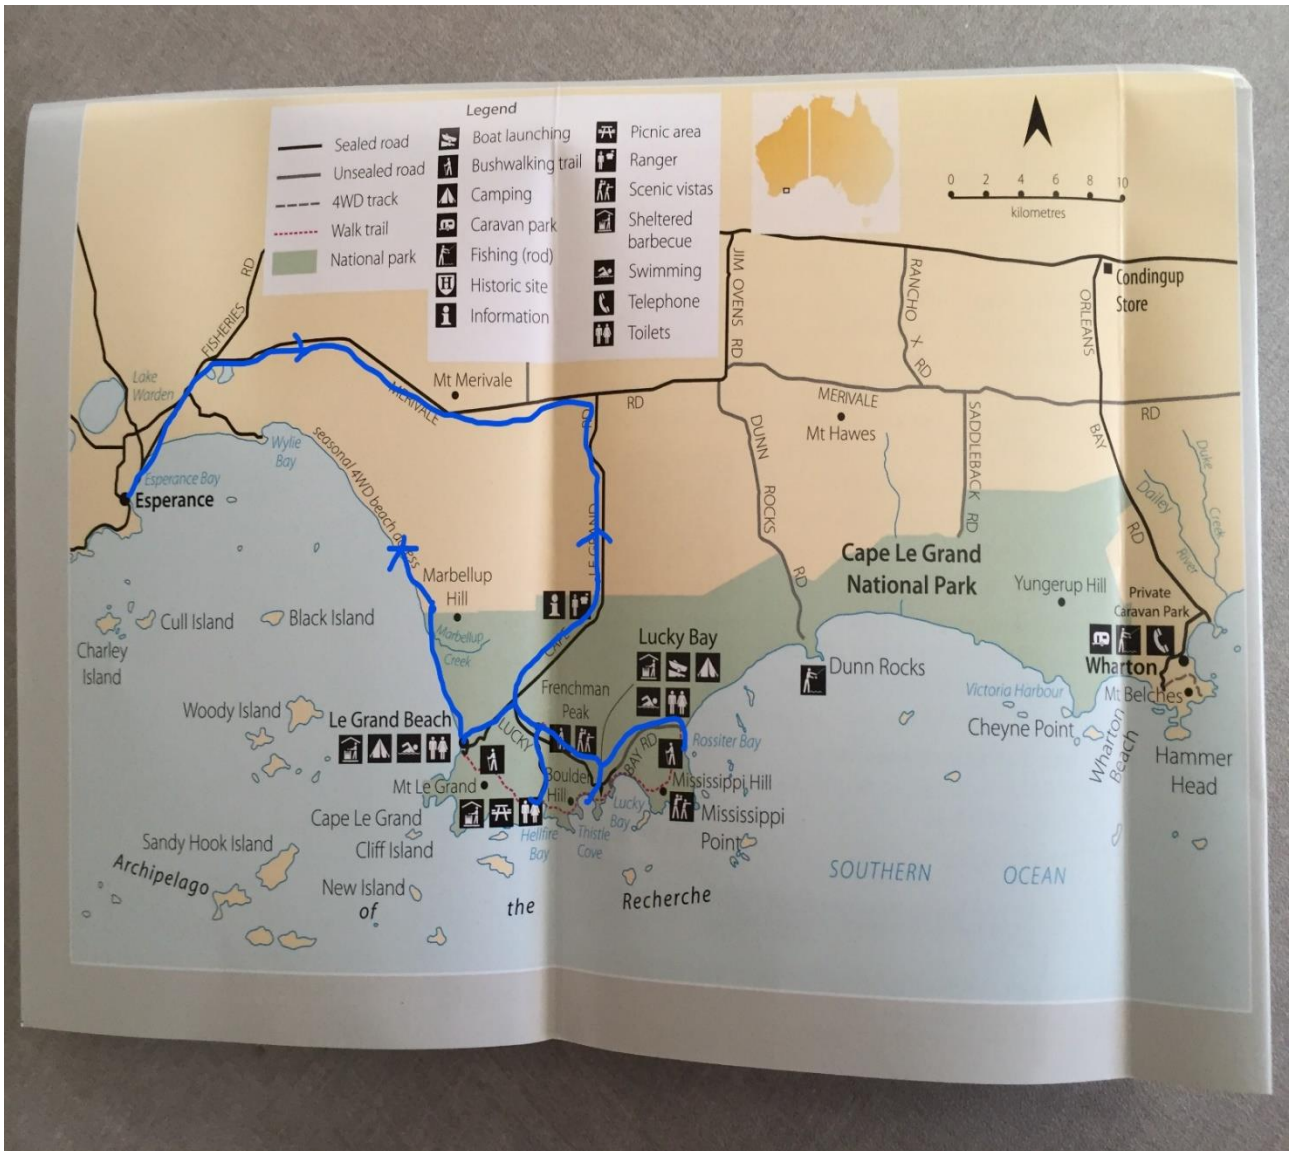 Legend
Sealed road
Unsealed road
4WD track
Walk trail
National park
Boat launching
Bushwalking trail
Camping
Caravan park
Fishing (rod)
H
Historic site
Information
Picnic area
Ranger
Scenic vistas
Sheltered
barbecue
Swimming
Telephone
Toilets
0 2 4 6 8 10
kilometres
FISHERIES RD
Lake
Warden
Esperance Bay
Esperance
Wylie
Bay
seasonal 4WD beach access
MERIVALE
RD
Mt Merivale
JIM OVENS RD
RANCHO X RD
ORLEANS
BAY
RD
Condingup
Store
MERIVALE
RD
Mt Hawes
DUNN
ROCKS
RD
SADDLEBACK RD
Duke
Creek
Dailey
River
CAPE
LE GRAND
RD
Marbellup
Hill
Marbellup
Creek
Cape Le Grand
National Park
Yungerup Hill
Private
Caravan Park
Wharton
Mt Belches
Cull Island
Black Island
Charley
Island
Woody Island
Le Grand Beach
LUCKY
BAY RD
Frenchman
Peak
Lucky Bay
Dunn Rocks
Victoria Harbour
Cheyne Point
Wharton
Beach
Hammer
Head
Rossiter Bay
Mt Le Grand
Boulder
Hill
Mississippi Hill
Mississippi
Point
Lucky
Bay
Thistle
Cove
Hellfire
Bay
Cape Le Grand
Cliff Island
Sandy Hook Island
New Island
Archipelago
of
the
Recherche
SOUTHERN OCEAN